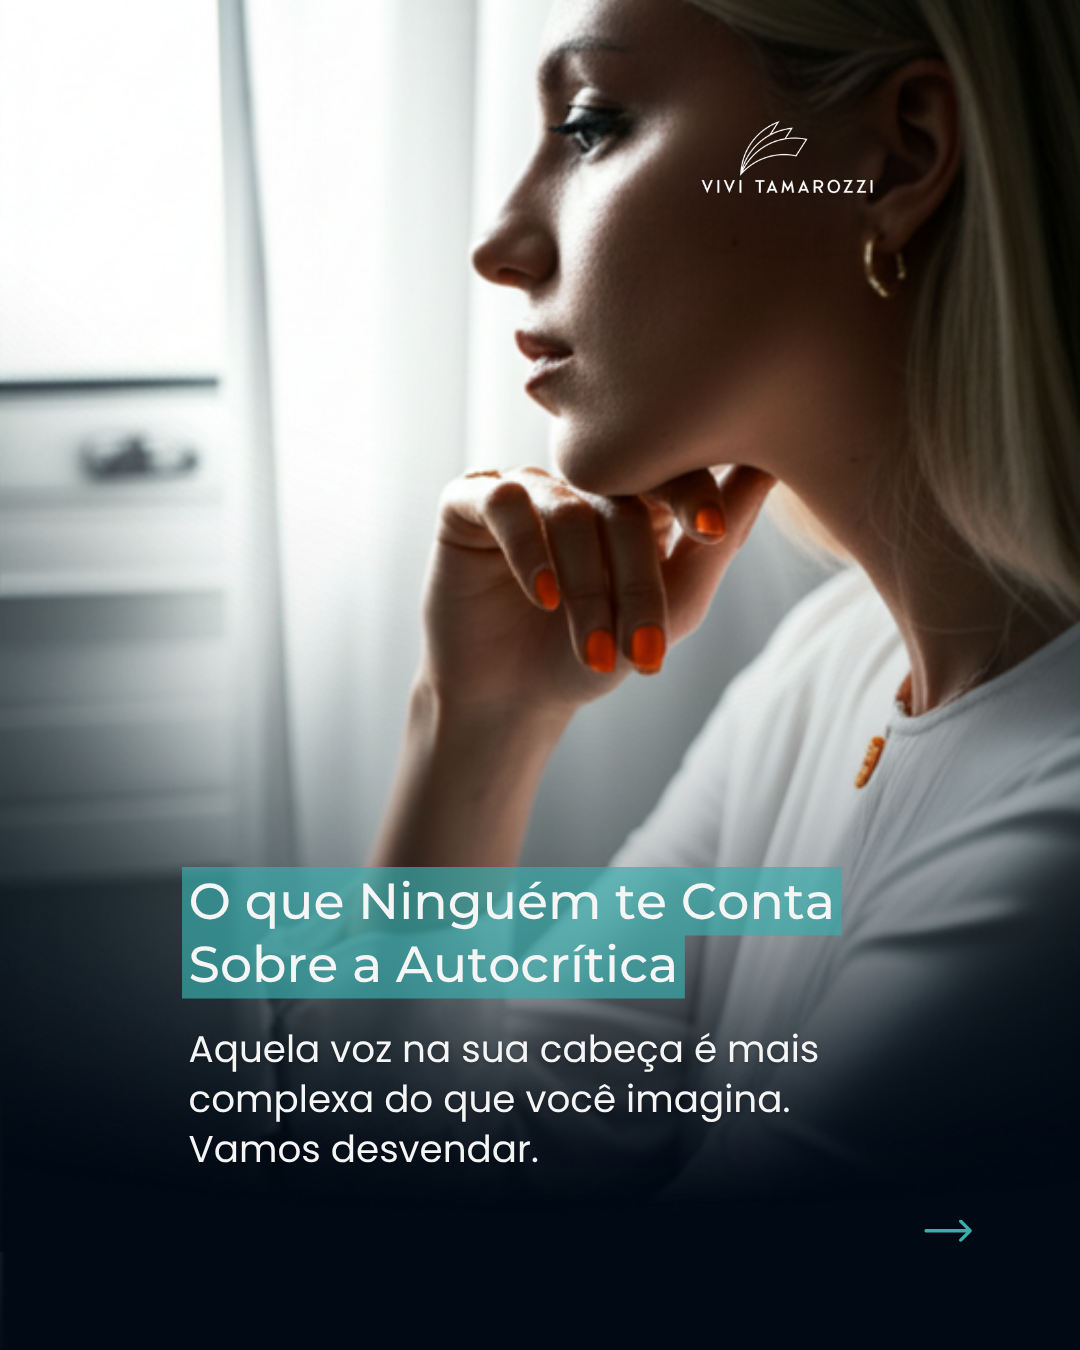 VIVI TAMAROZZI
O que Ninguém te Conta
Sobre a Autocrítica
Aquela voz na sua cabeça é mais
complexa do que você imagina.
Vamos desvendar.